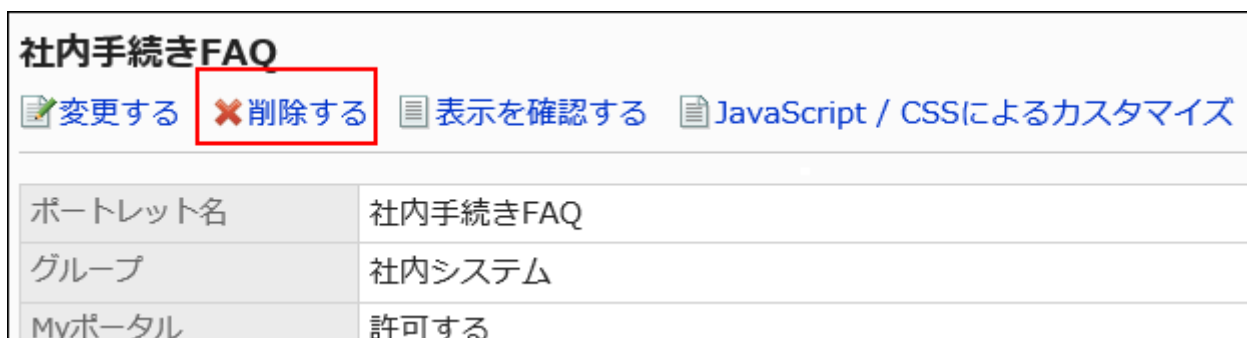 社内手続きFAQ
変更する 削除する 表示を確認する JavaScript / CSSによるカスタマイズ
ポートレット名 社内手続きFAQ
グループ 社内システム
Myポータル 許可する